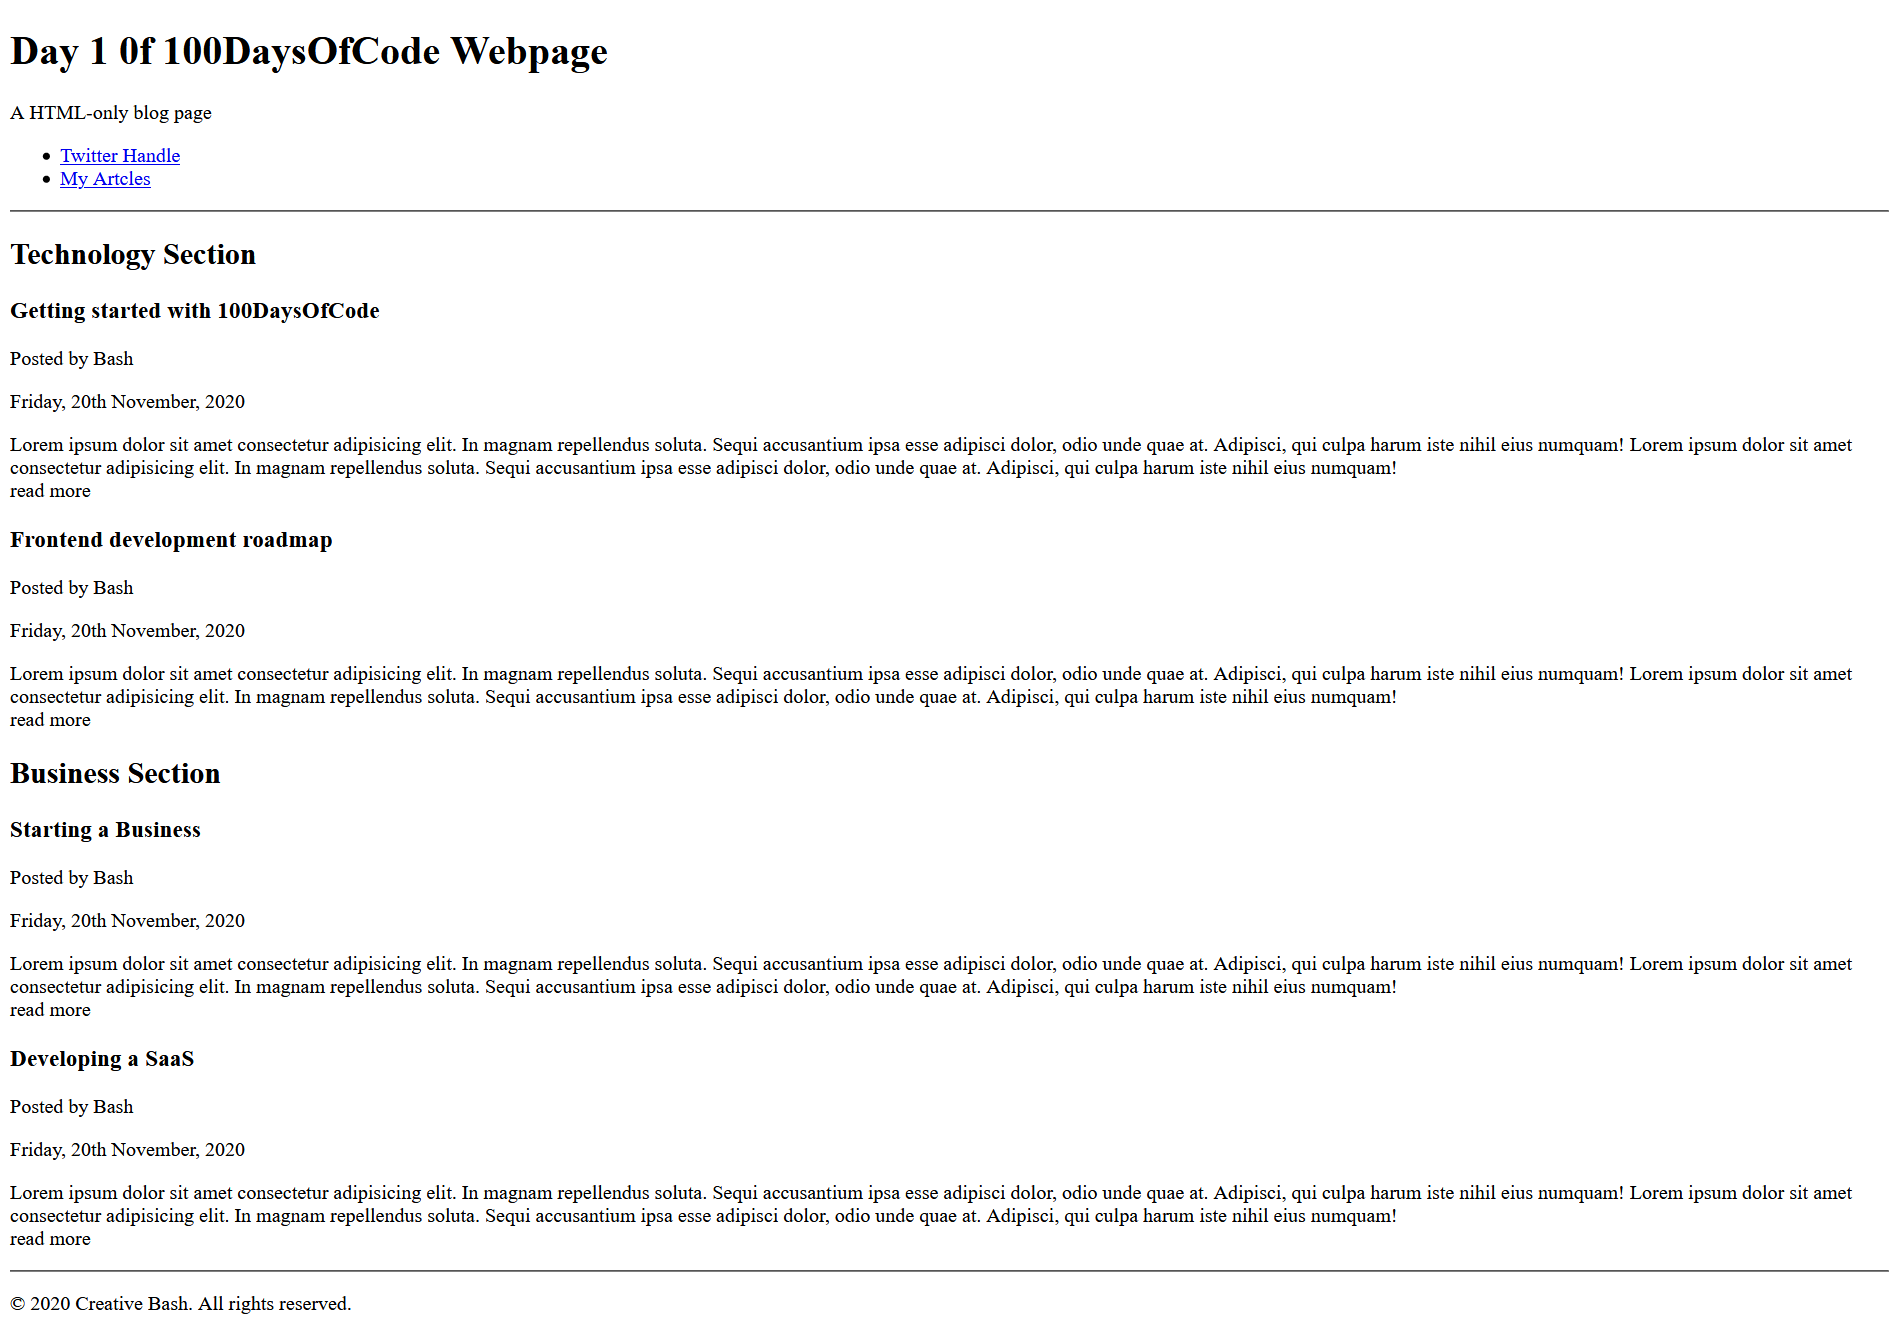 Day 1 0f 100DaysOfCode Webpage
A HTML-only blog page
Twitter Handle
My Artcles
Technology Section
Getting started with 100DaysOfCode
Posted by Bash
Friday, 20th November, 2020
Lorem ipsum dolor sit amet consectetur adipisicing elit. In magnam repellendus soluta. Sequi accusantium ipsa esse adipisci dolor, odio unde quae at. Adipisci, qui culpa harum iste nihil eius numquam! Lorem ipsum dolor sit amet
consectetur adipisicing elit. In magnam repellendus soluta. Sequi accusantium ipsa esse adipisci dolor, odio unde quae at. Adipisci, qui culpa harum iste nihil eius numquam!
read more
Frontend development roadmap
Posted by Bash
Friday, 20th November, 2020
Lorem ipsum dolor sit amet consectetur adipisicing elit. In magnam repellendus soluta. Sequi accusantium ipsa esse adipisci dolor, odio unde quae at. Adipisci, qui culpa harum iste nihil eius numquam! Lorem ipsum dolor sit amet
consectetur adipisicing elit. In magnam repellendus soluta. Sequi accusantium ipsa esse adipisci dolor, odio unde quae at. Adipisci, qui culpa harum iste nihil eius numquam!
read more
Business Section
Starting a Business
Posted by Bash
Friday, 20th November, 2020
Lorem ipsum dolor sit amet consectetur adipisicing elit. In magnam repellendus soluta. Sequi accusantium ipsa esse adipisci dolor, odio unde quae at. Adipisci, qui culpa harum iste nihil eius numquam! Lorem ipsum dolor sit amet
consectetur adipisicing elit. In magnam repellendus soluta. Sequi accusantium ipsa esse adipisci dolor, odio unde quae at. Adipisci, qui culpa harum iste nihil eius numquam!
read more
Developing a SaaS
Posted by Bash
Friday, 20th November, 2020
Lorem ipsum dolor sit amet consectetur adipisicing elit. In magnam repellendus soluta. Sequi accusantium ipsa esse adipisci dolor, odio unde quae at. Adipisci, qui culpa harum iste nihil eius numquam! Lorem ipsum dolor sit amet
consectetur adipisicing elit. In magnam repellendus soluta. Sequi accusantium ipsa esse adipisci dolor, odio unde quae at. Adipisci, qui culpa harum iste nihil eius numquam!
read more
© 2020 Creative Bash. All rights reserved.